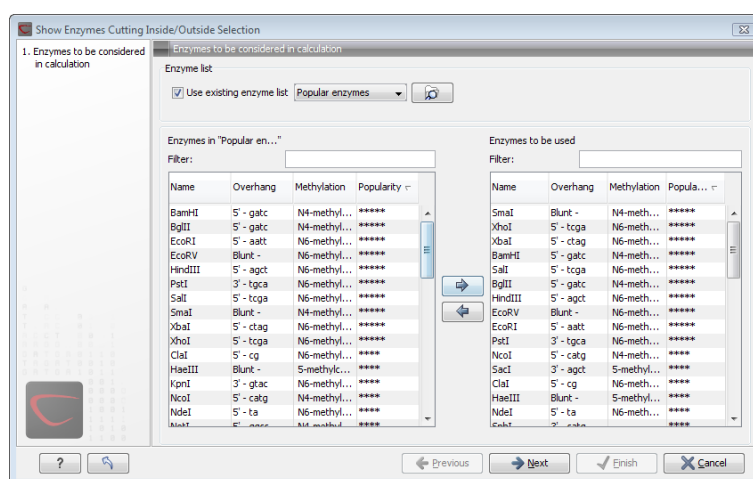 Show Enzymes Cutting Inside/Outside Selection
1. Enzymes to be considered
in calculation
Enzymes to be considered in calculation
Enzyme list
Use existing enzyme list Popular enzymes
Enzymes in "Popular en..."
Filter:
Name Overhang Methylation Popularity
BamHI 5' - gatc N4-methyl... *****
BglII 5' - gatc N4-methyl... *****
EcoRI 5' - aatt N6-methyl... *****
EcoRV Blunt - N6-methyl... *****
HindIII 5' - agct N6-methyl... *****
PstI 3' - tgca N6-methyl... *****
SalI 5' - tcga N6-methyl... *****
SmaI Blunt - N4-methyl... *****
XbaI 5' - ctag N6-methyl... *****
XhoI 5' - tcga N6-methyl... *****
ClaI 5' - cg N6-methyl... ****
HaeIII Blunt - 5-methylc... ****
KpnI 3' - gtac N6-methyl... ****
NcoI 5' - catg N4-methyl... ****
NdeI 5' - ta N6-methyl... ****
NotI 5' - ggcc N4-methyl... ****
Enzymes to be used
Filter:
Name Overhang Methylation Popula...
SmaI Blunt - N4-meth... *****
XhoI 5' - tcga N6-meth... *****
XbaI 5' - ctag N6-meth... *****
BamHI 5' - gatc N4-meth... *****
SalI 5' - tcga N6-meth... *****
BglII 5' - gatc N4-meth... *****
HindIII 5' - agct N6-meth... *****
EcoRV Blunt - N6-meth... *****
EcoRI 5' - aatt N6-meth... *****
PstI 3' - tgca N6-meth... *****
NcoI 5' - catg N4-meth... ****
SacI 3' - agct 5-methyl... ****
ClaI 5' - cg N6-meth... ****
HaeIII Blunt - 5-methyl... ****
NdeI 5' - ta N6-meth... ****
SphI 3' - catg ****
? Previous Next Finish Cancel